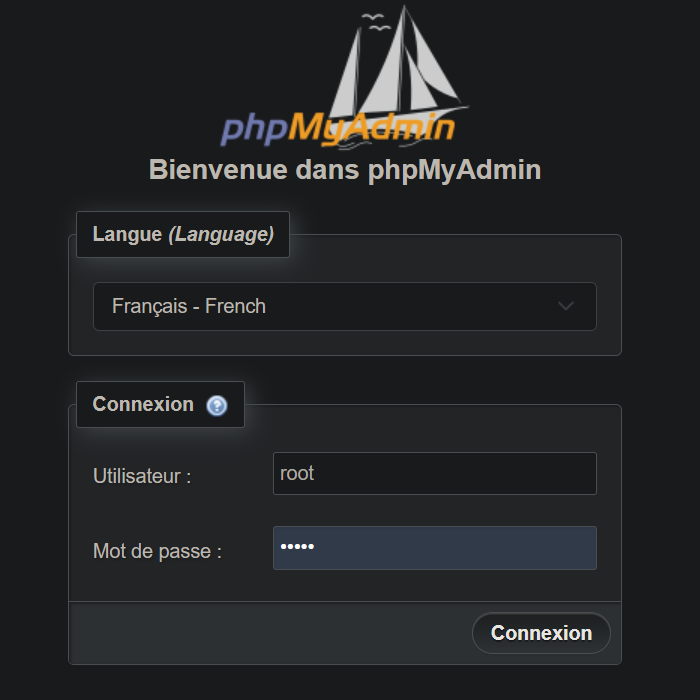 phpMyAdmin
Bienvenue dans phpMyAdmin
Langue (Language)
Français - French
Connexion
Utilisateur :
root
Mot de passe :
•••••
Connexion